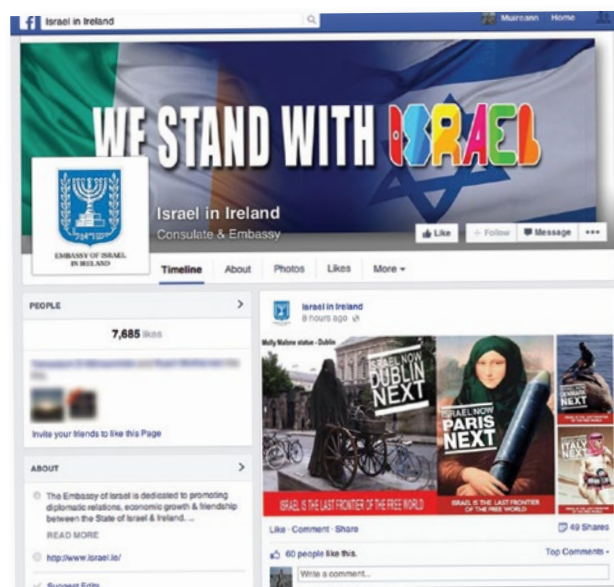 f Israel in Ireland
Muireann Home
WE STAND WITH ISRAEL
EMBASSY OF ISRAEL
IN IRELAND
Israel in Ireland
Consulate & Embassy
Like
Follow
Message
Timeline About Photos Likes More
PEOPLE
7,685 likes
Invite your friends to like this Page
ABOUT
The Embassy of Israel is dedicated to promoting
diplomatic relations, economic growth & friendship
between the State of Israel & Ireland. ...
READ MORE
http://www.israel.ie/
Suggest Edits
Israel in Ireland
8 hours ago
Molly Malone statue - Dublin
ISRAEL NOW
DUBLIN
NEXT
ISRAEL IS THE LAST FRONTIER OF THE FREE WORLD
ISRAEL NOW
PARIS
NEXT
ISRAEL IS THE LAST
FRONTIER OF THE FREE WORLD
ISRAEL NOW
DENMARK
NEXT
ISRAEL NOW
ITALY
NEXT
Like · Comment · Share
49 Shares
60 people like this.
Top Comments
Write a comment...